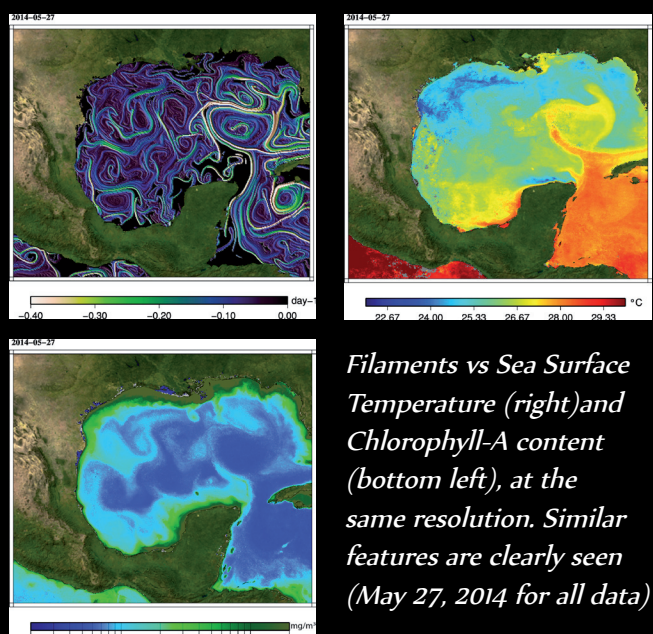 2014-05-27
2014-05-27
day-1
-0.40 -0.30 -0.20 -0.10 0.00
°C
22.67 24.00 25.33 26.67 28.00 29.33
2014-05-27
mg/m³
Filaments vs Sea Surface
Temperature (right)and
Chlorophyll-A content
(bottom left), at the
same resolution. Similar
features are clearly seen
(May 27, 2014 for all data)